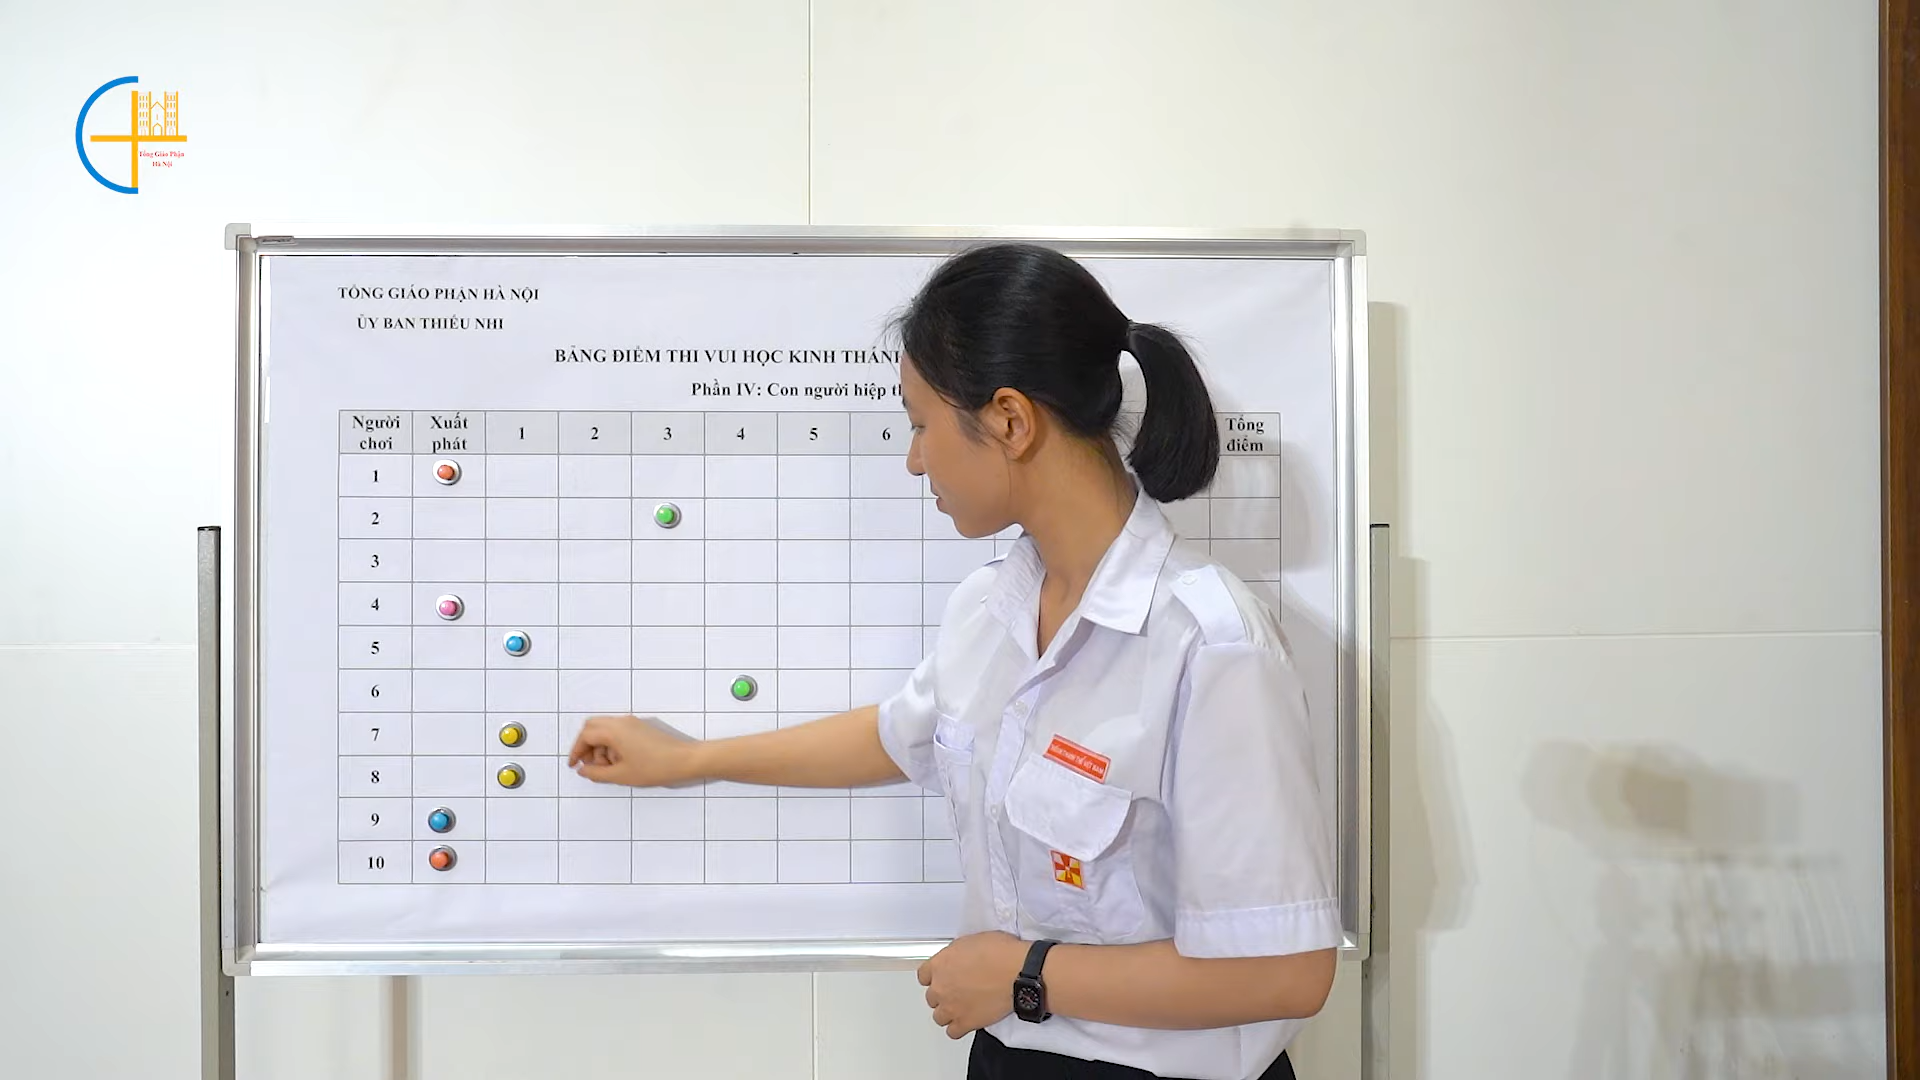 Tổng Giáo Phận
Hà Nội
TỔNG GIÁO PHẬN HÀ NỘI
ỦY BAN THIẾU NHI
BẢNG ĐIỂM THI VUI HỌC KINH THÁNH
Phần IV: Con người hiệp
Người chơi
Xuất phát
1 2 3 4 5 6
Tổng điểm
1
2
3
4
5
6
7
8
9
10